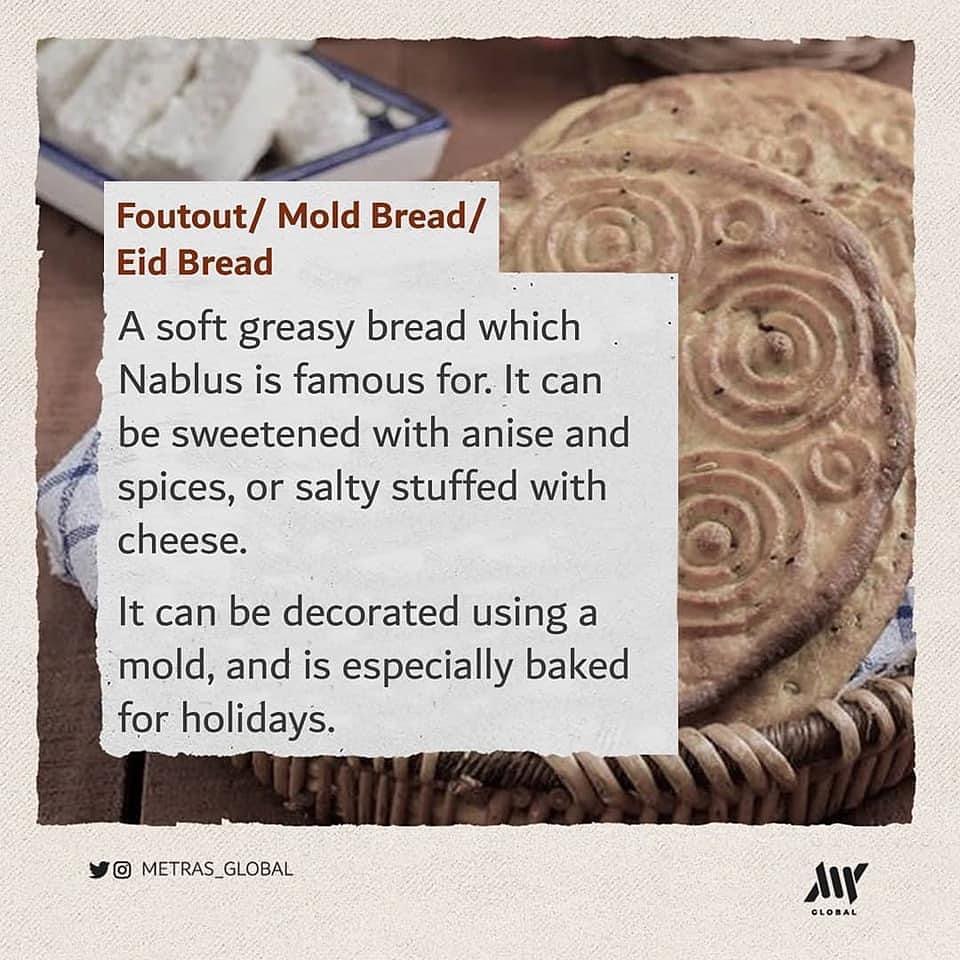 Foutout/ Mold Bread/
Eid Bread
A soft greasy bread which
Nablus is famous for. It can
be sweetened with anise and
spices, or salty stuffed with
cheese.
It can be decorated using a
mold, and is especially baked
for holidays.
METRAS_GLOBAL
GLOBAL